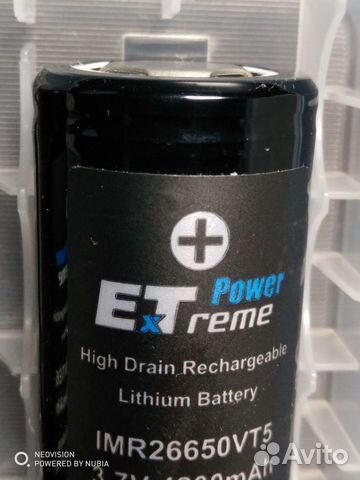 Power
ExTreme
High Drain Rechargeable
Lithium Battery
IMR26650VT5
3.7V
NEOVISION
POWERED BY NUBIA
Avito